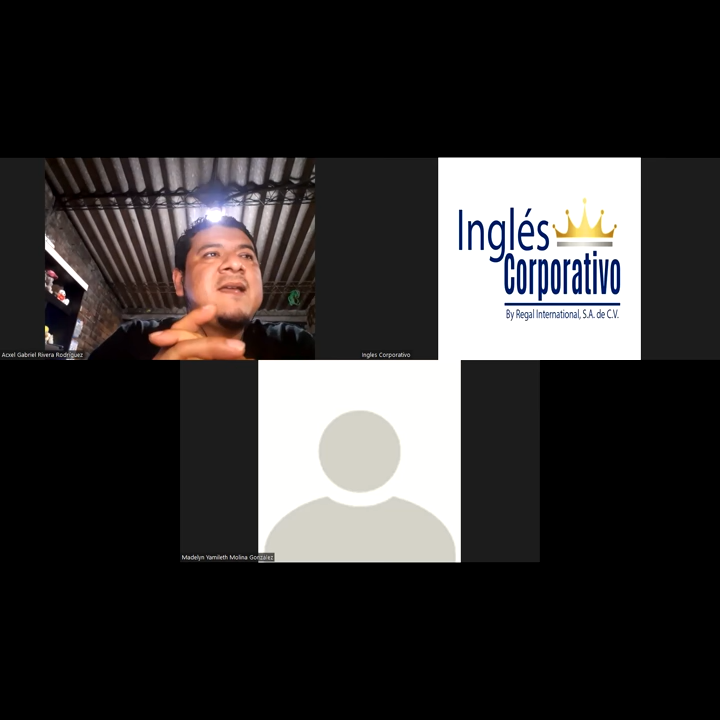 Inglés
Corporativo
By Regal International, S.A. de C.V.
Acxel Gabriel Rivera Rodriguez
Ingles Corporativo
Madelyn Yamileth Molina Gonzalez